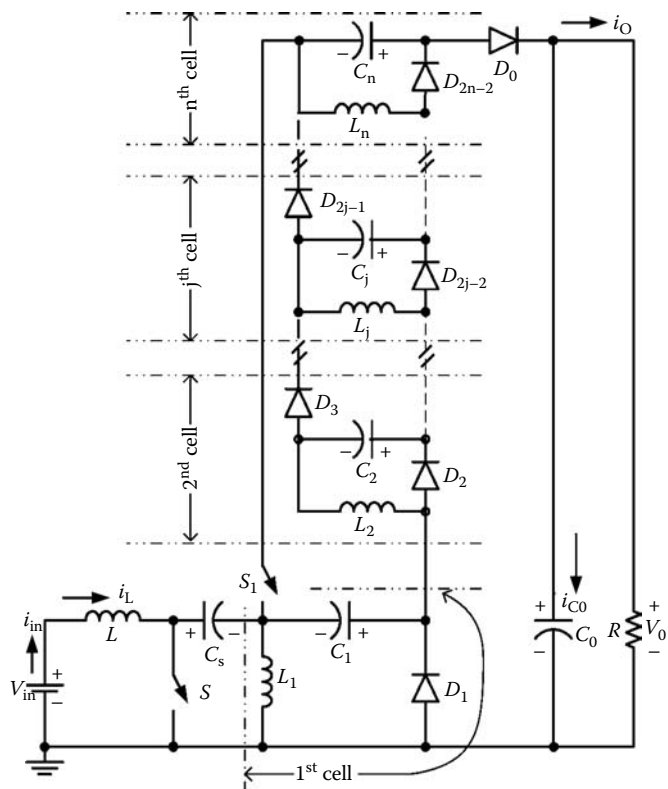 nth cell
− Cn +
D0
iO
D2n−2
Ln
jth cell
D2j−1
− Cj +
D2j−2
Lj
2nd cell
D3
− C2 +
D2
L2
S1
iin
iL
L
+ Cs −
− C1 +
iC0
+ C0 −
R
+ V0 −
Vin + −
S
L1
D1
1st cell